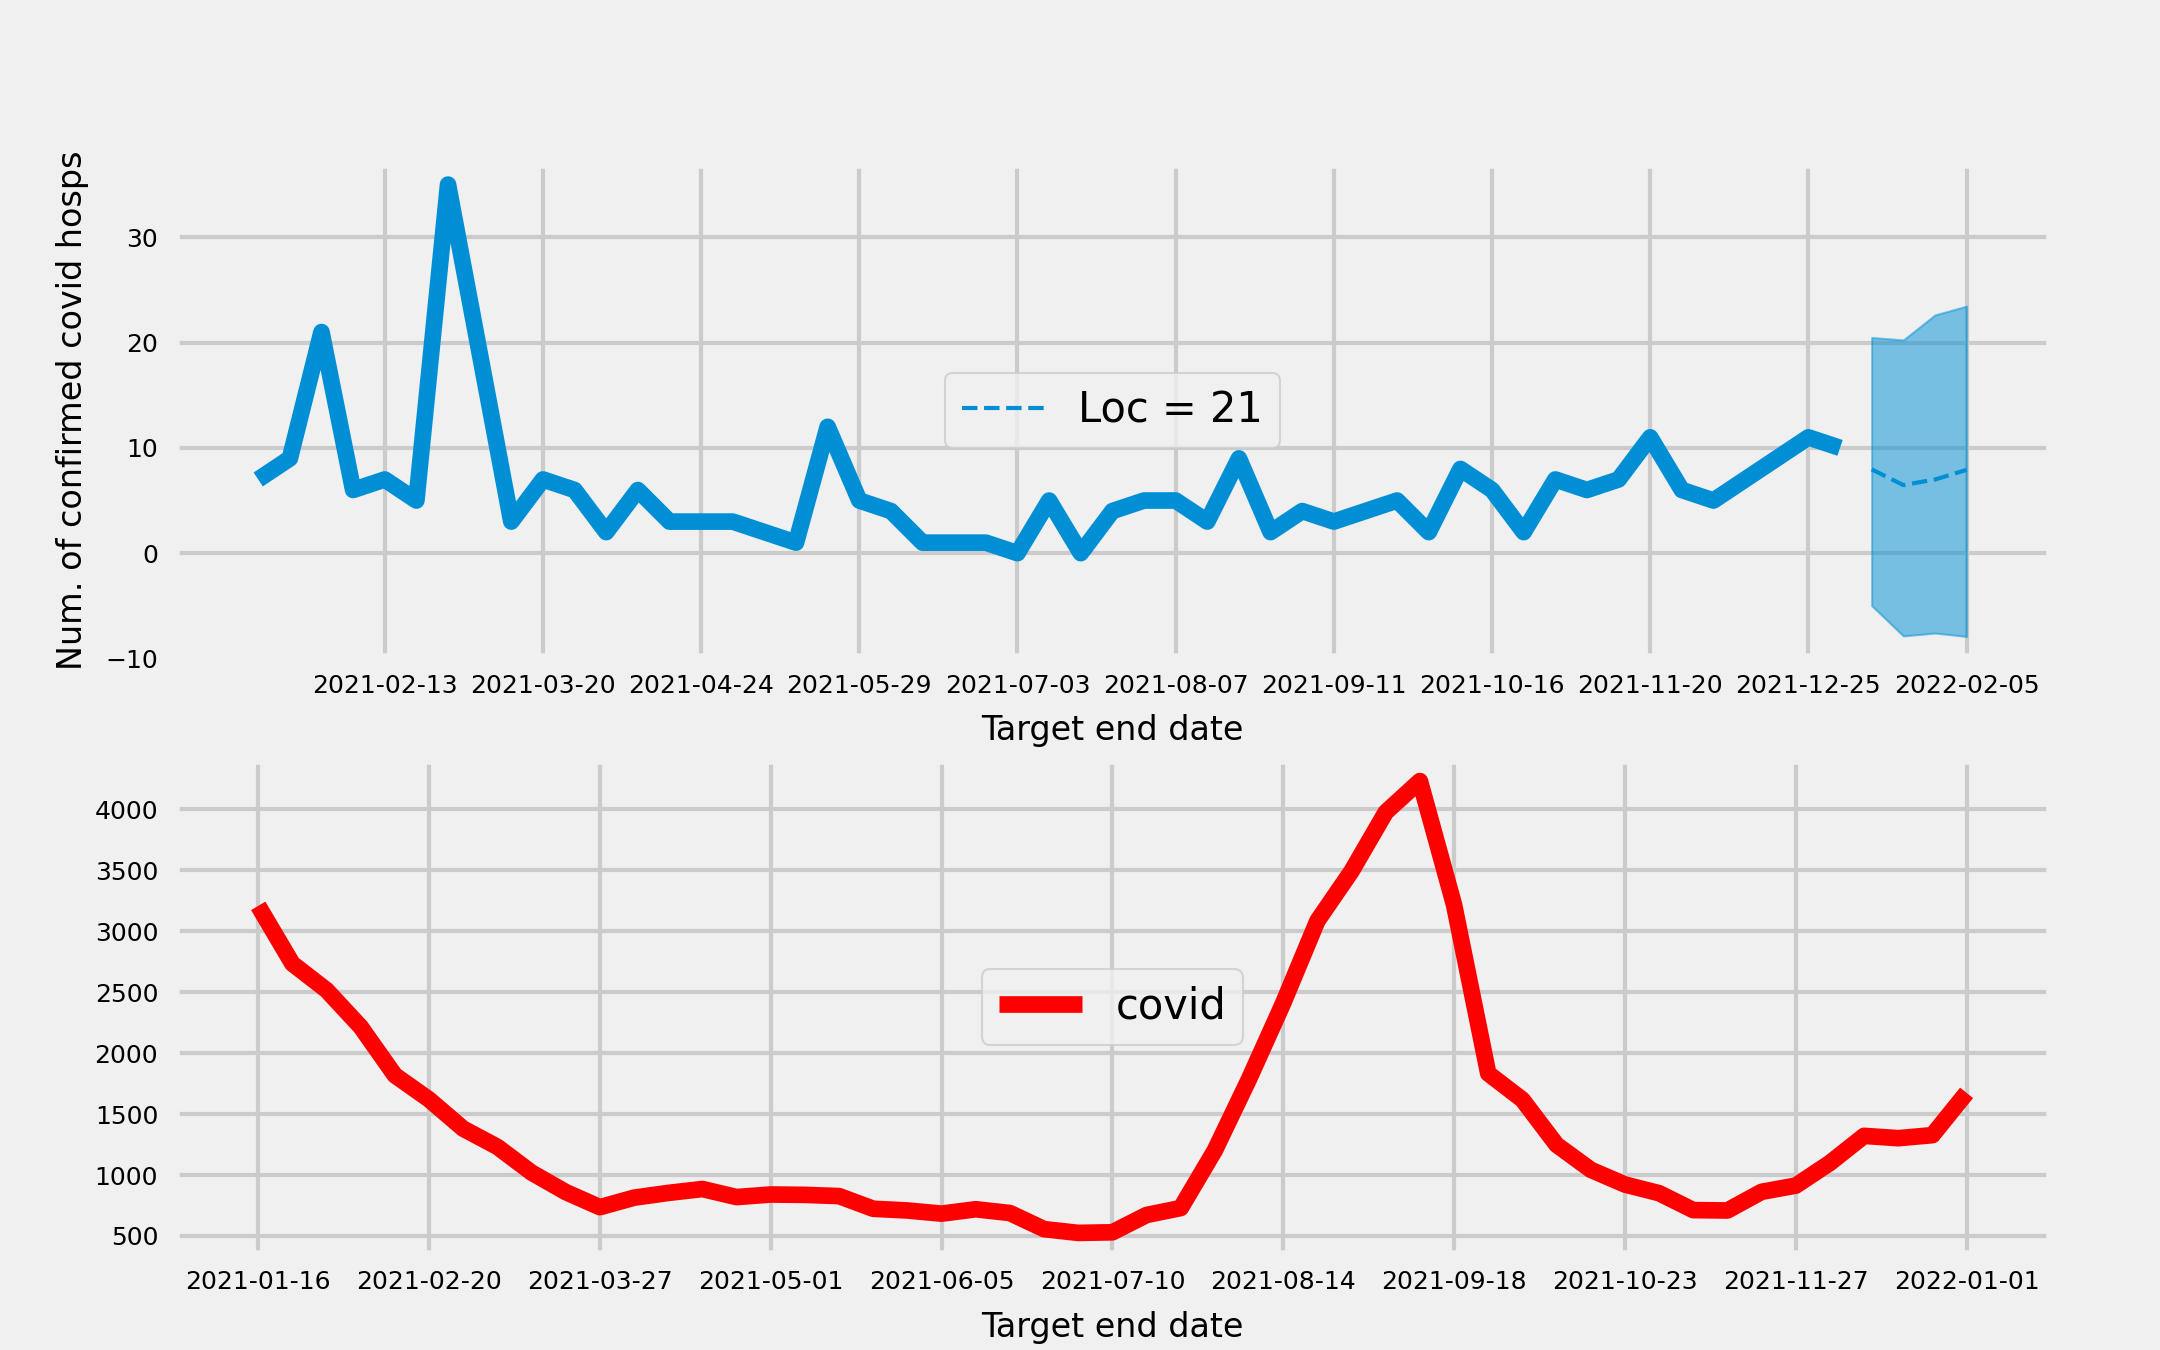 Num. of confirmed covid hosps
30
20
10
0
−10
Loc = 21
2021-02-13 2021-03-20 2021-04-24 2021-05-29 2021-07-03 2021-08-07 2021-09-11 2021-10-16 2021-11-20 2021-12-25 2022-02-05
Target end date
4000
3500
3000
2500
2000
1500
1000
500
covid
2021-01-16 2021-02-20 2021-03-27 2021-05-01 2021-06-05 2021-07-10 2021-08-14 2021-09-18 2021-10-23 2021-11-27 2022-01-01
Target end date